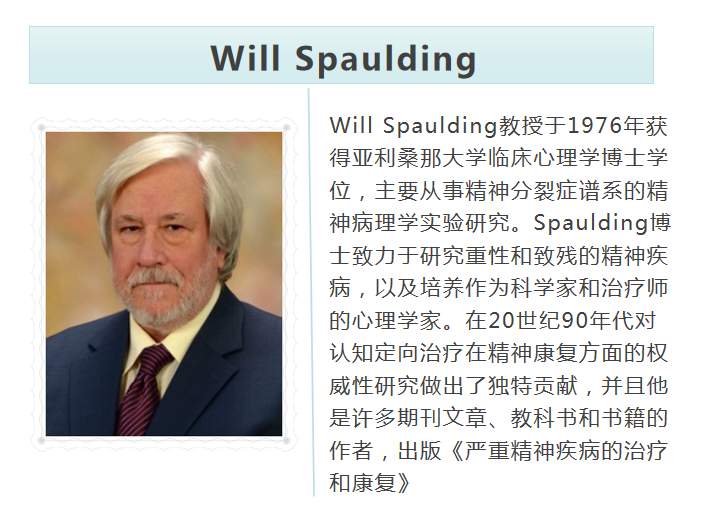 Will Spaulding
Will Spaulding教授于1976年获
得亚利桑那大学临床心理学博士学
位，主要从事精神分裂症谱系的精
神病理学实验研究。Spaulding博
士致力于研究重性和致残的精神疾
病，以及培养作为科学家和治疗师
的心理学家。在20世纪90年代对
认知定向治疗在精神康复方面的权
威性研究做出了独特贡献，并且他
是许多期刊文章、教科书和书籍的
作者，出版《严重精神疾病的治疗
和康复》